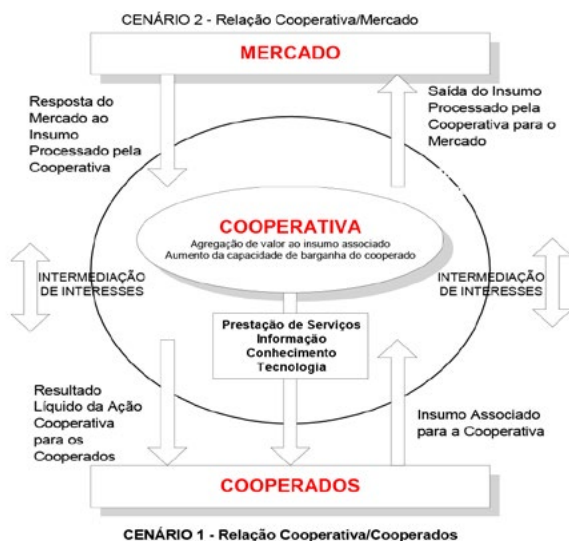 CENÁRIO 2 - Relação Cooperativa/Mercado
MERCADO
Resposta do
Mercado ao
Insumo
Processado pela
Cooperativa
Saída do Insumo
Processado pela
Cooperativa para o
Mercado
COOPERATIVA
Agregação de valor ao insumo associado
Aumento da capacidade de barganha do cooperado
INTERMEDIAÇÃO
DE INTERESSES
INTERMEDIAÇÃO
DE INTERESSES
Prestação de Serviços
Informação
Conhecimento
Tecnologia
Resultado
Líquido da Ação
Cooperativa
para os
Cooperados
Insumo Associado
para a Cooperativa
COOPERADOS
CENÁRIO 1 - Relação Cooperativa/Cooperados